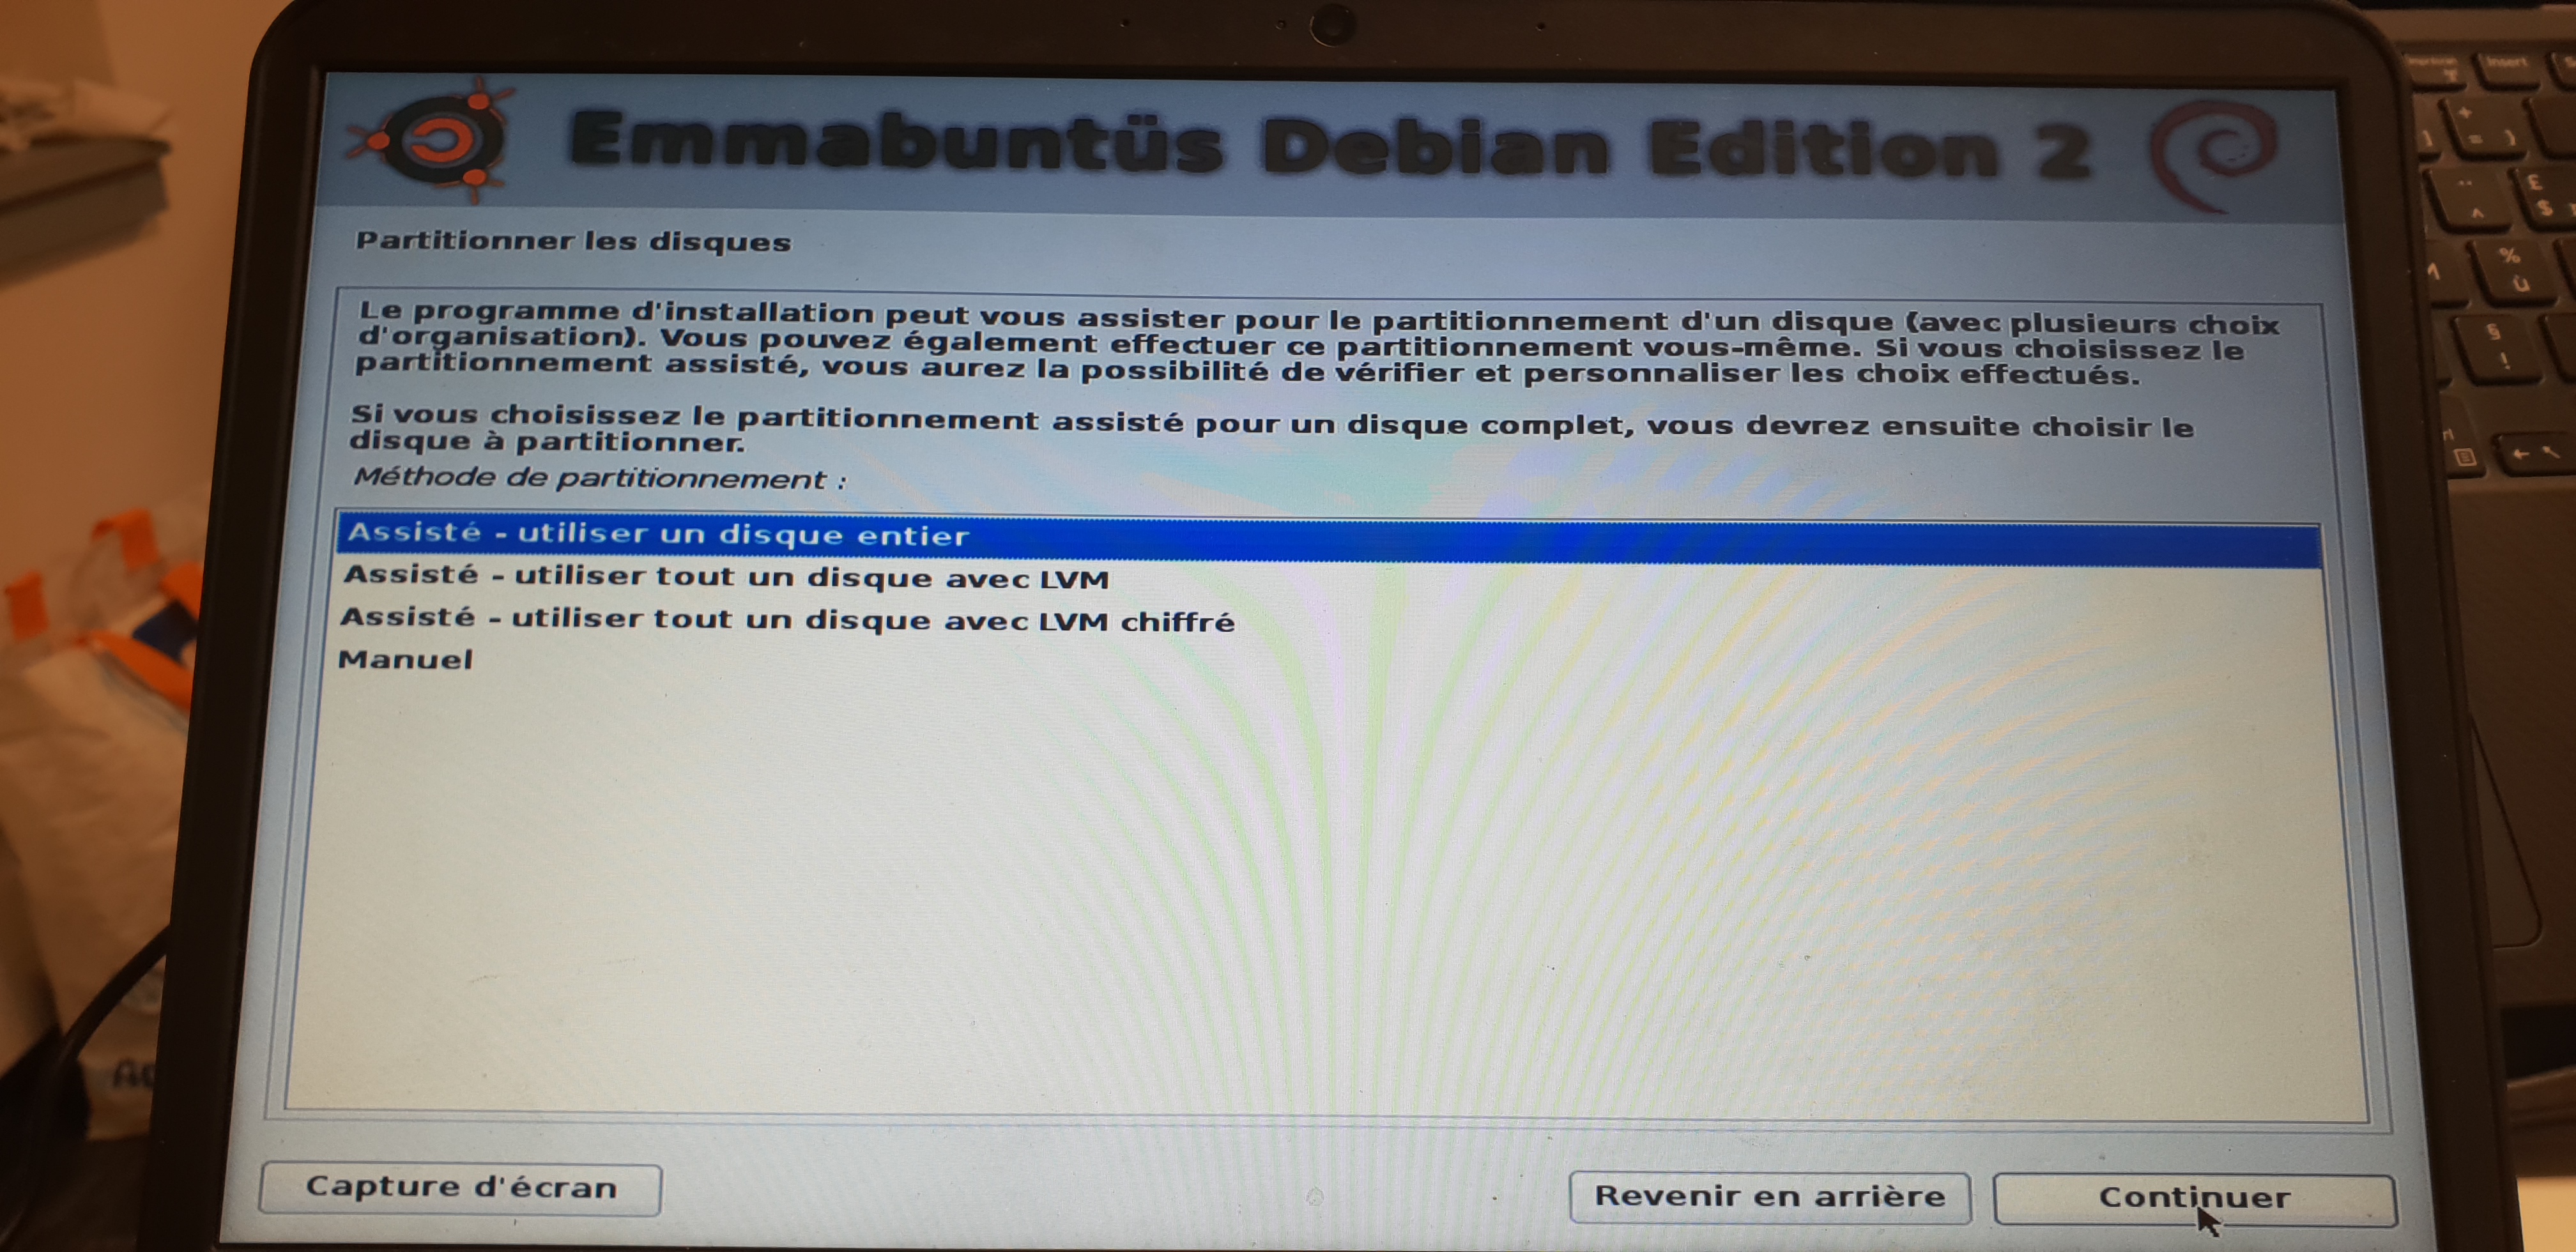 Emmabuntüs Debian Edition 2
Partitionner les disques
Le programme d'installation peut vous assister pour le partitionnement d'un disque (avec plusieurs choix
d'organisation). Vous pouvez également effectuer ce partitionnement vous-même. Si vous choisissez le
partitionnement assisté, vous aurez la possibilité de vérifier et personnaliser les choix effectués.
Si vous choisissez le partitionnement assisté pour un disque complet, vous devrez ensuite choisir le
disque à partitionner.
Méthode de partitionnement :
Assisté - utiliser un disque entier
Assisté - utiliser tout un disque avec LVM
Assisté - utiliser tout un disque avec LVM chiffré
Manuel
Capture d'écran
Revenir en arrière
Continuer
Insert
+
= )
¨
^
£
$
%
ù
§
!